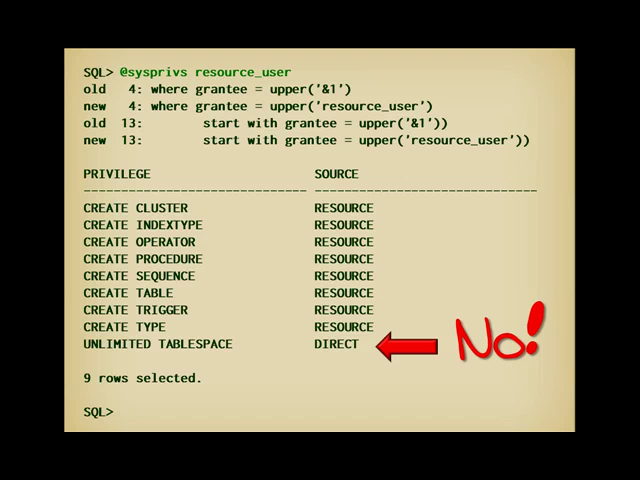 SQL> @sysprivs resource_user
old   4: where grantee = upper('&1')
new   4: where grantee = upper('resource_user')
old  13:        start with grantee = upper('&1'))
new  13:        start with grantee = upper('resource_user'))
PRIVILEGE                      SOURCE
------------------------------ ------------------------------
CREATE CLUSTER                 RESOURCE
CREATE INDEXTYPE               RESOURCE
CREATE OPERATOR                RESOURCE
CREATE PROCEDURE               RESOURCE
CREATE SEQUENCE                RESOURCE
CREATE TABLE                   RESOURCE
CREATE TRIGGER                 RESOURCE
CREATE TYPE                    RESOURCE
UNLIMITED TABLESPACE           DIRECT
No!
9 rows selected.
SQL>